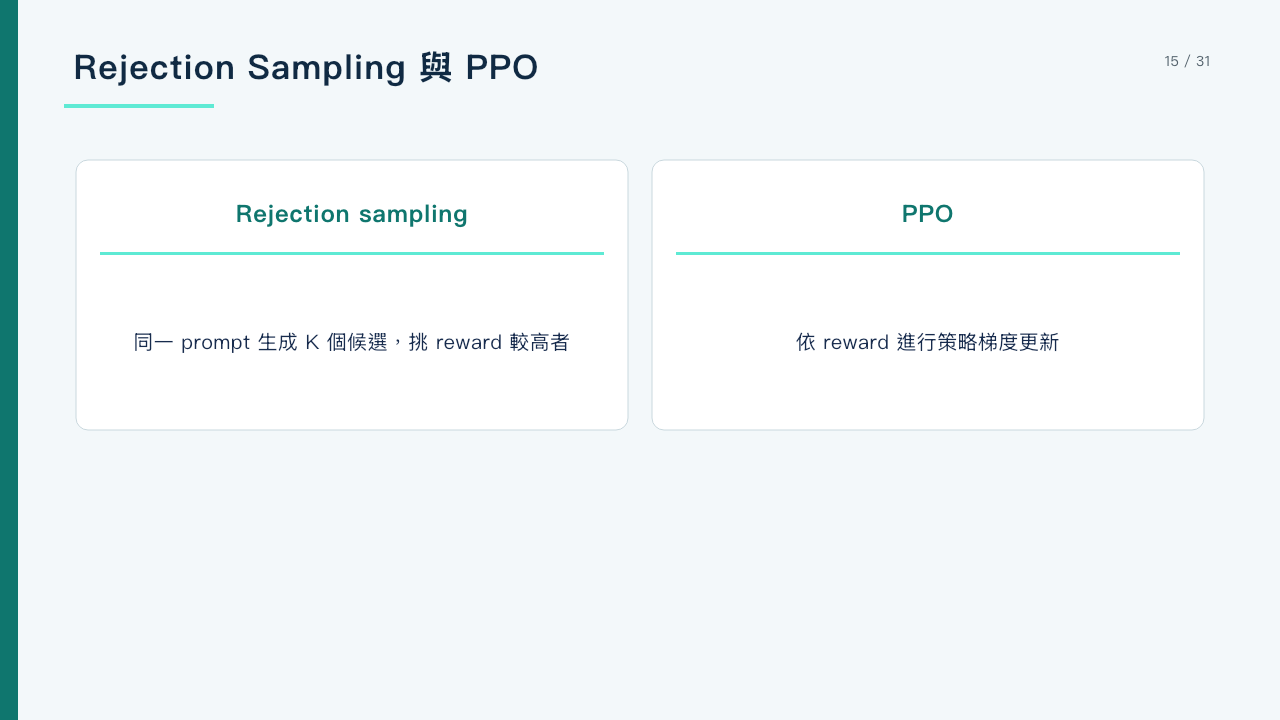 Rejection Sampling 與 PPO
15 / 31
Rejection sampling
同一 prompt 生成 K 個候選，挑 reward 較高者
PPO
依 reward 進行策略梯度更新